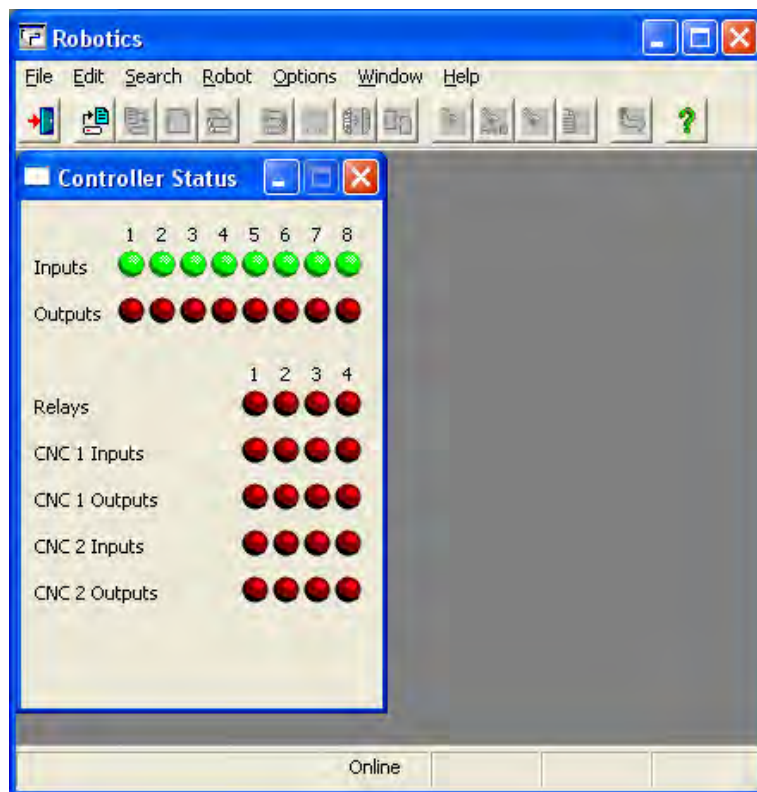 Robotics
File Edit Search Robot Options Window Help
?
Controller Status
1 2 3 4 5 6 7 8
Inputs
Outputs
1 2 3 4
Relays
CNC 1 Inputs
CNC 1 Outputs
CNC 2 Inputs
CNC 2 Outputs
Online